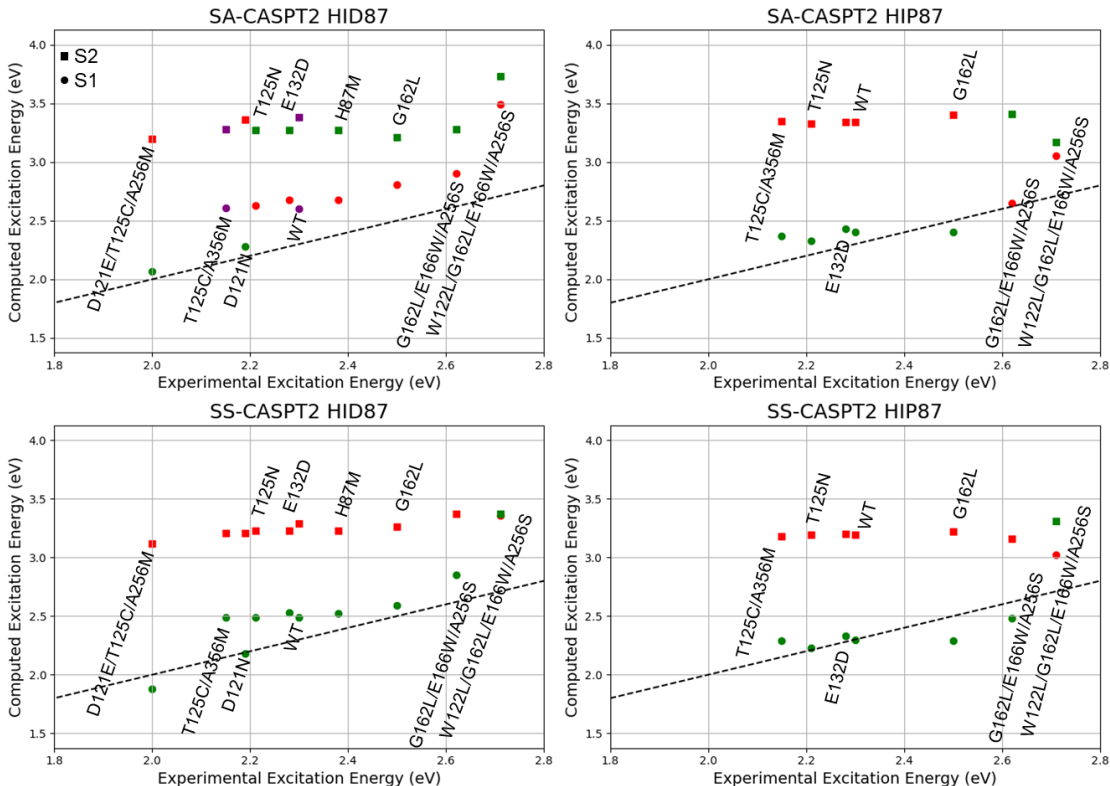 SA-CASPT2 HID87
Computed Excitation Energy (eV)
4.0
3.5
3.0
2.5
2.0
1.5
S2
S1
D121E/T125C/A256M
T125C/A356M
D121N
T125N
E132D
WT
H87M
G162L
G162L/E166W/A256S
W122L/G162L/E166W/A256S
1.8
2.0
2.2
2.4
2.6
2.8
Experimental Excitation Energy (eV)
SA-CASPT2 HIP87
Computed Excitation Energy (eV)
4.0
3.5
3.0
2.5
2.0
1.5
T125C/A356M
T125N
E132D
WT
G162L
G162L/E166W/A256S
W122L/G162L/E166W/A256S
1.8
2.0
2.2
2.4
2.6
2.8
Experimental Excitation Energy (eV)
SS-CASPT2 HID87
Computed Excitation Energy (eV)
4.0
3.5
3.0
2.5
2.0
1.5
D121E/T125C/A256M
T125C/A356M
D121N
T125N
E132D
WT
H87M
G162L
G162L/E166W/A256S
W122L/G162L/E166W/A256S
1.8
2.0
2.2
2.4
2.6
2.8
Experimental Excitation Energy (eV)
SS-CASPT2 HIP87
Computed Excitation Energy (eV)
4.0
3.5
3.0
2.5
2.0
1.5
T125C/A356M
T125N
E132D
WT
G162L
G162L/E166W/A256S
W122L/G162L/E166W/A256S
1.8
2.0
2.2
2.4
2.6
2.8
Experimental Excitation Energy (eV)